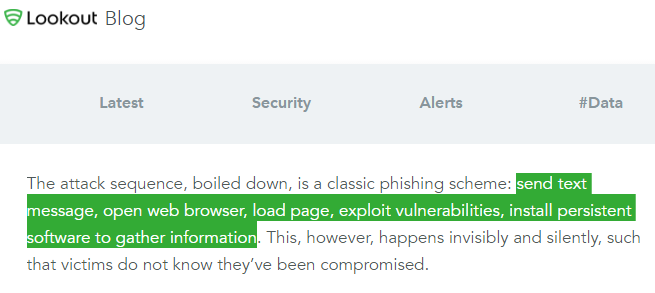 Lookout Blog
Latest Security Alerts #Data
The attack sequence, boiled down, is a classic phishing scheme: send text
message, open web browser, load page, exploit vulnerabilities, install persistent
software to gather information. This, however, happens invisibly and silently, such
that victims do not know they’ve been compromised.